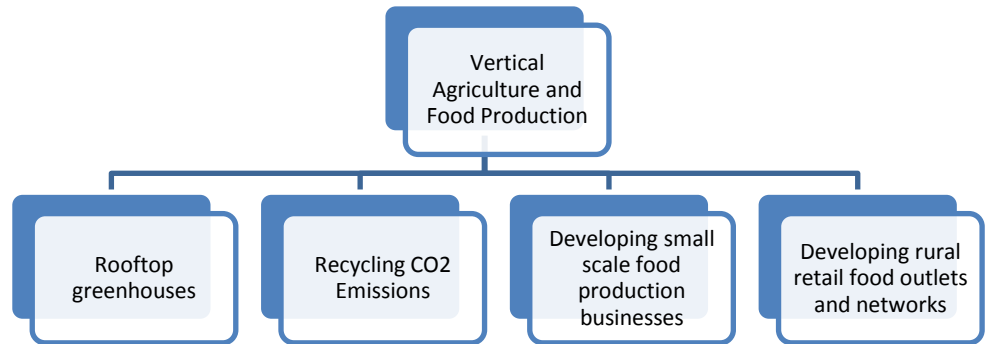 Vertical
Agriculture and
Food Production
Rooftop
greenhouses
Recycling CO2
Emissions
Developing small
scale food
production
businesses
Developing rural
retail food outlets
and networks